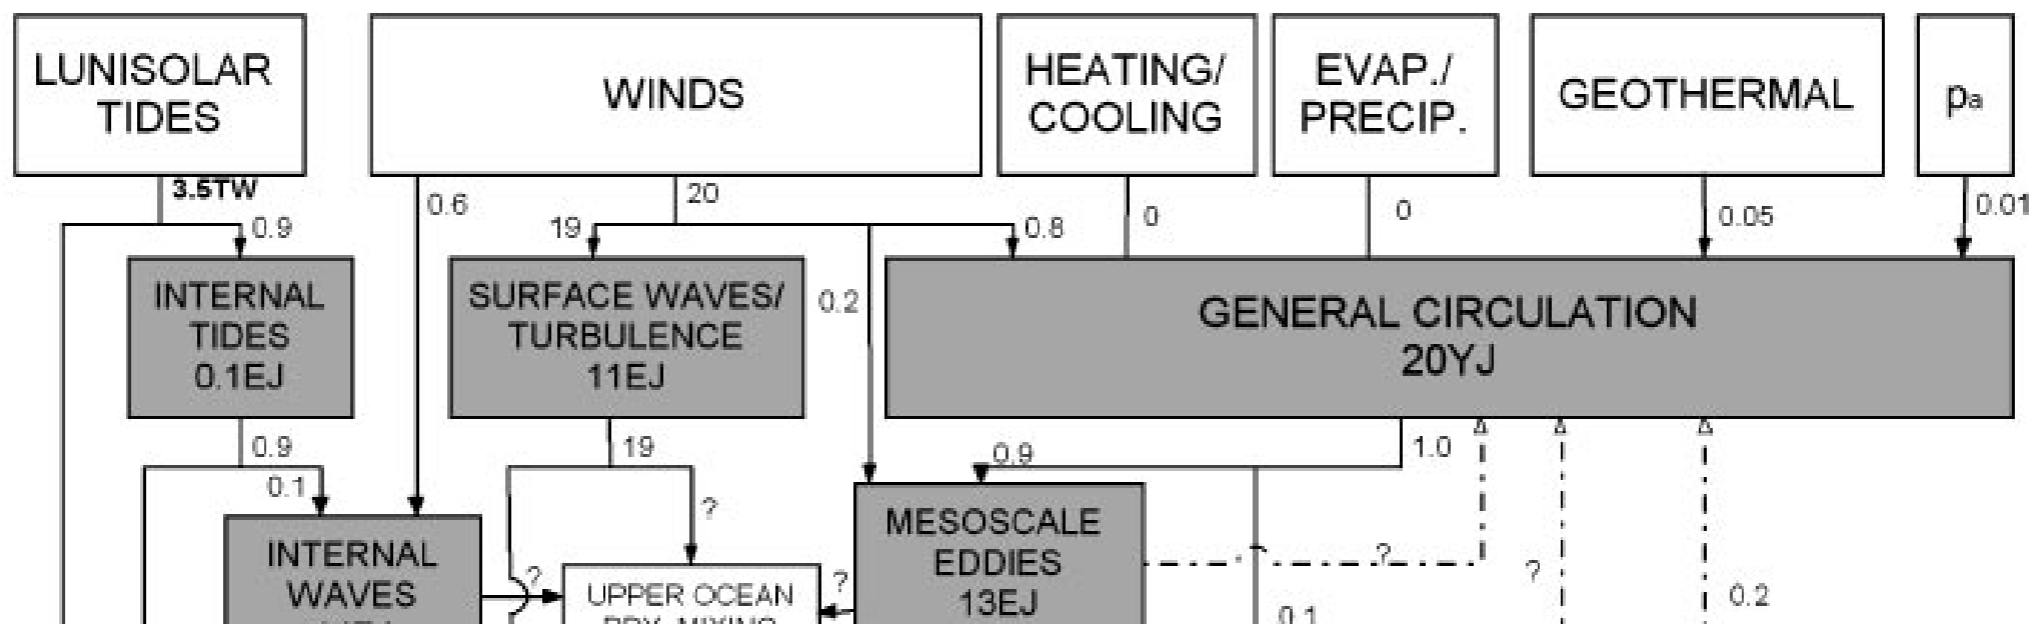 LUNISOLAR
TIDES
WINDS
HEATING/
COOLING
EVAP./
PRECIP.
GEOTHERMAL
pa
3.5TW
0.9
0.6
20
19
0.8
0
0
0.05
0.01
INTERNAL
TIDES
0.1EJ
SURFACE WAVES/
TURBULENCE
11EJ
0.2
GENERAL CIRCULATION
20YJ
0.9
0.1
19
?
0.9
1.0
INTERNAL
WAVES
?
UPPER OCEAN
?
MESOSCALE
EDDIES
13EJ
?
?
0.2
0.1